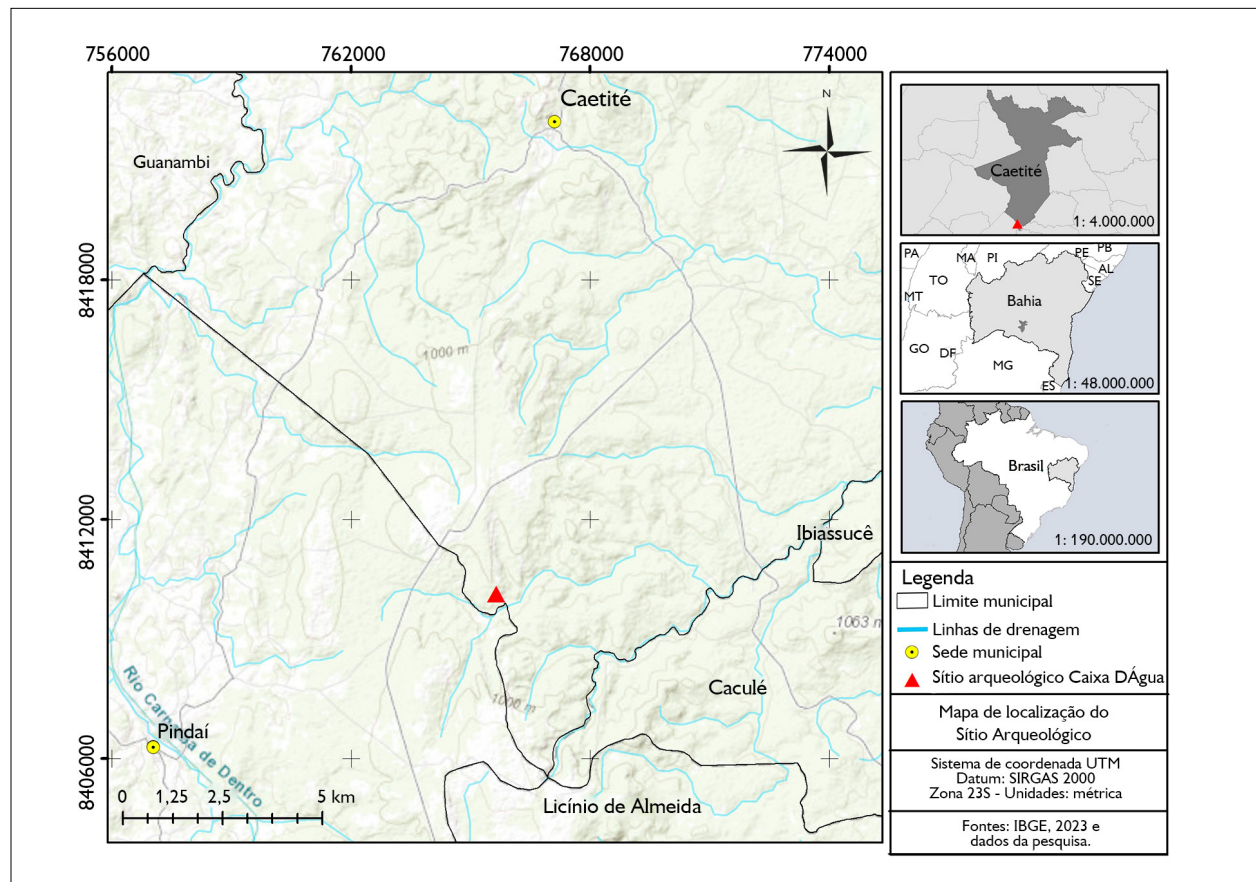 756000
762000
768000
774000
Caetité
N
Guanambi
8418000
1000 m
8412000
Ibiassucê
1063 m
Caculé
1000 m
Rio Carnaíba de Dentro
Pindaí
8406000
Licínio de Almeida
0 1,25 2,5 5 km
Caetité
1: 4.000.000
PA
MA
PI
PE
PB
TO
AL
SE
MT
Bahia
GO
DF
MG
ES
1: 48.000.000
Brasil
1: 190.000.000
Legenda
Limite municipal
Linhas de drenagem
Sede municipal
Sítio arqueológico Caixa DÁgua
Mapa de localização do
Sítio Arqueológico
Sistema de coordenada UTM
Datum: SIRGAS 2000
Zona 23S - Unidades: métrica
Fontes: IBGE, 2023 e
dados da pesquisa.